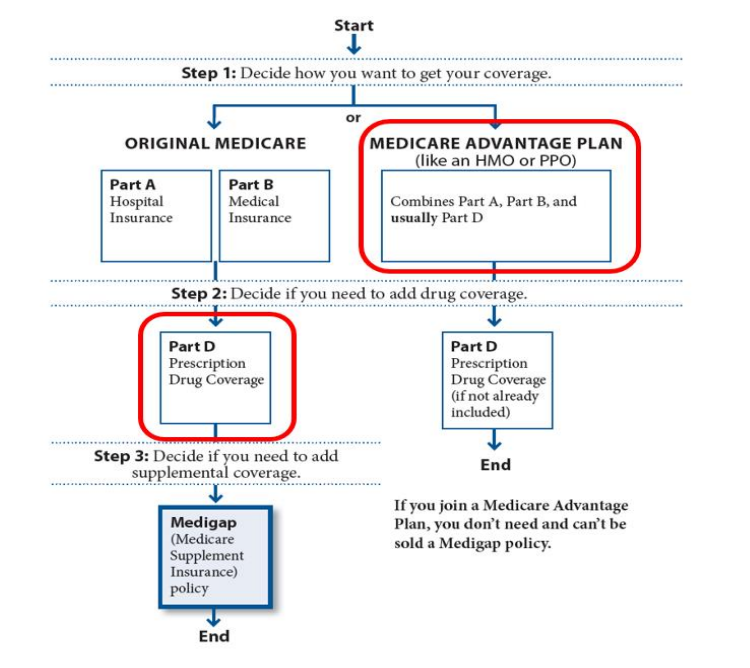 Start
Step 1: Decide how you want to get your coverage.
or
ORIGINAL MEDICARE
Part A
Hospital
Insurance
Part B
Medical
Insurance
MEDICARE ADVANTAGE PLAN
(like an HMO or PPO)
Combines Part A, Part B, and
usually Part D
Step 2: Decide if you need to add drug coverage.
Part D
Prescription
Drug Coverage
Part D
Prescription
Drug Coverage
(if not already
included)
End
Step 3: Decide if you need to add
supplemental coverage.
Medigap
(Medicare
Supplement
Insurance)
policy
End
If you join a Medicare Advantage
Plan, you don’t need and can’t be
sold a Medigap policy.